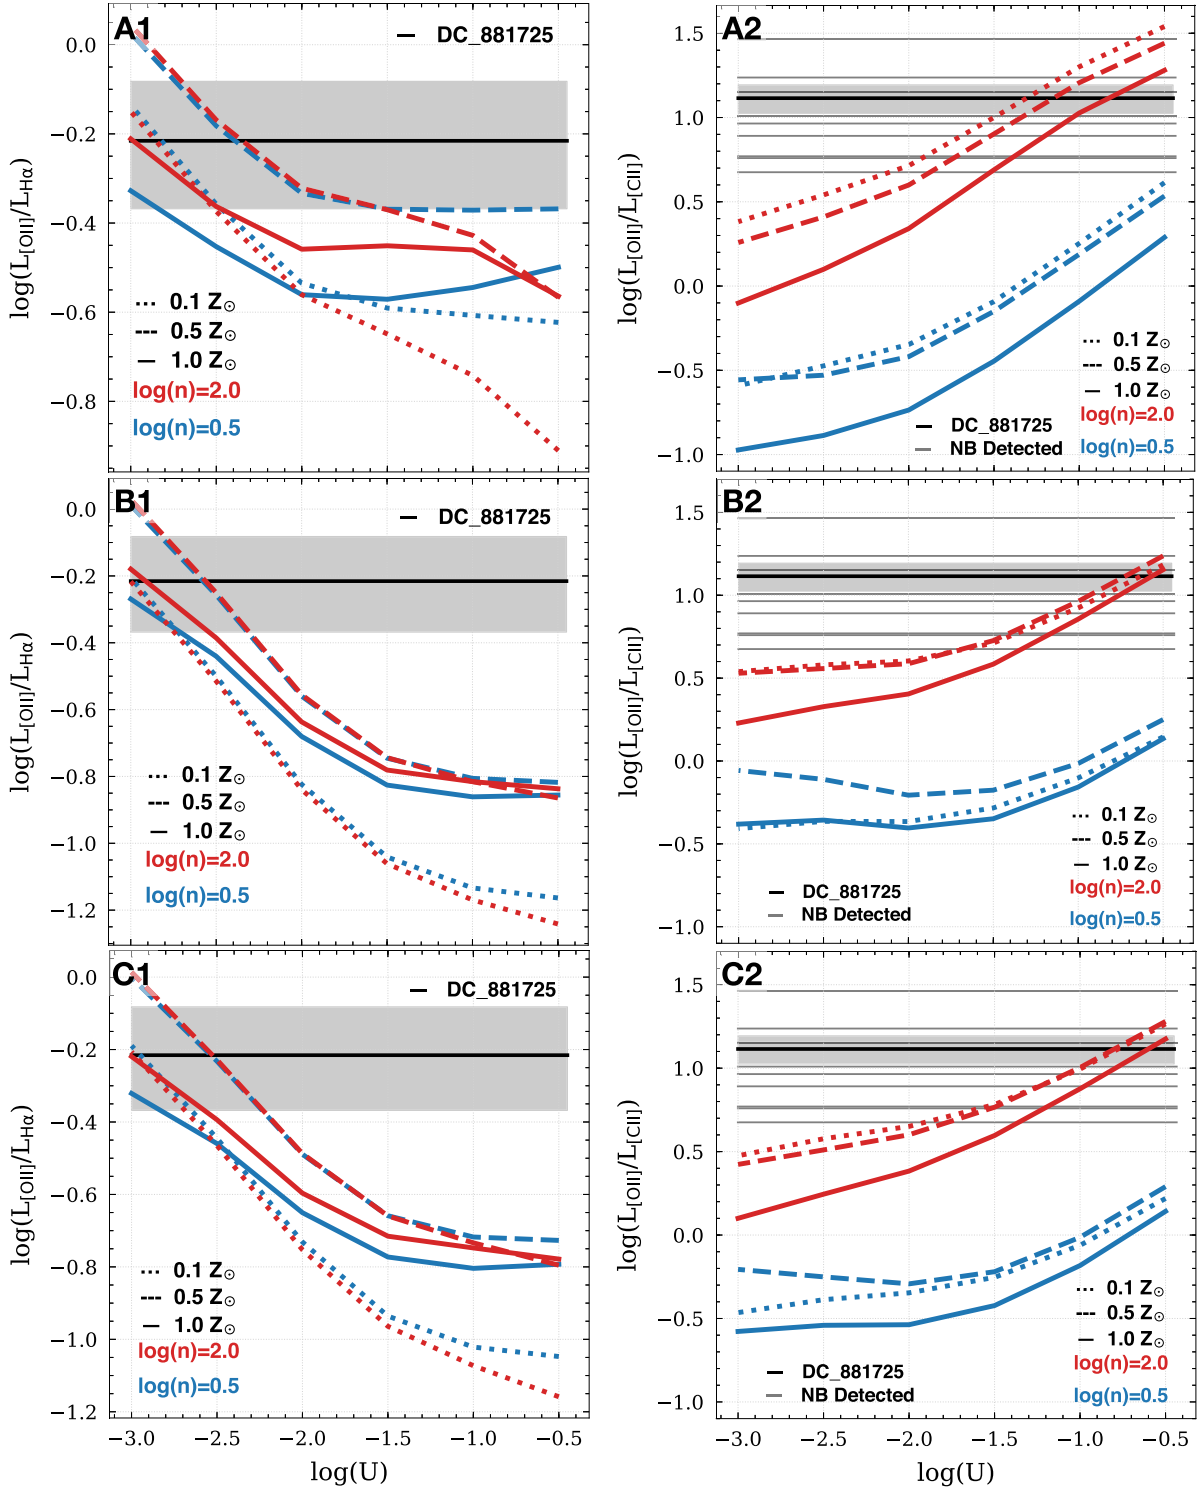 A1
DC_881725
0.0
−0.2
−0.4
−0.6
−0.8
log(L[OII]/LHα)
0.1 Z⊙
0.5 Z⊙
1.0 Z⊙
log(n)=2.0
log(n)=0.5
A2
1.5
1.0
0.5
0.0
−0.5
−1.0
log(L[OII]/L[CII])
0.1 Z⊙
0.5 Z⊙
1.0 Z⊙
log(n)=2.0
log(n)=0.5
DC_881725
NB Detected
B1
DC_881725
0.0
−0.2
−0.4
−0.6
−0.8
−1.0
−1.2
log(L[OII]/LHα)
0.1 Z⊙
0.5 Z⊙
1.0 Z⊙
log(n)=2.0
log(n)=0.5
B2
1.5
1.0
0.5
0.0
−0.5
−1.0
log(L[OII]/L[CII])
0.1 Z⊙
0.5 Z⊙
1.0 Z⊙
log(n)=2.0
log(n)=0.5
DC_881725
NB Detected
C1
DC_881725
0.0
−0.2
−0.4
−0.6
−0.8
−1.0
−1.2
log(L[OII]/LHα)
0.1 Z⊙
0.5 Z⊙
1.0 Z⊙
log(n)=2.0
log(n)=0.5
−3.0 −2.5 −2.0 −1.5 −1.0 −0.5
log(U)
C2
1.5
1.0
0.5
0.0
−0.5
−1.0
log(L[OII]/L[CII])
0.1 Z⊙
0.5 Z⊙
1.0 Z⊙
log(n)=2.0
log(n)=0.5
DC_881725
NB Detected
−3.0 −2.5 −2.0 −1.5 −1.0 −0.5
log(U)